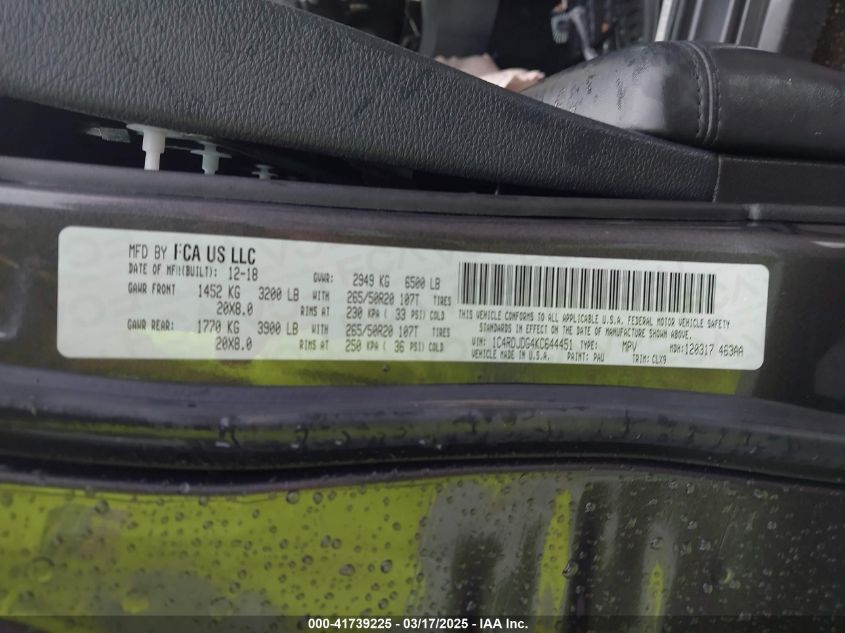 MFD BY FCA US LLC
DATE OF MFR(BUILT): 12-18 GVWR: 2949 KG 6500 LB
GAWR FRONT 1452 KG 3200 LB WITH 265/50R20 107T TIRES
20X8.0 RIMS AT 230 KPA ( 33 PSI) COLD
GAWR REAR: 1770 KG 3900 LB WITH 265/50R20 107T TIRES
20X8.0 RIMS AT 250 KPA ( 36 PSI) COLD
THIS VEHICLE CONFORMS TO ALL APPLICABLE U.S.A. FEDERAL MOTOR VEHICLE SAFETY
STANDARDS IN EFFECT ON THE DATE OF MANUFACTURE SHOWN ABOVE.
VIN: 1C4RDJDG4KC644451 TYPE: MPV MDH: 120317 463AA
VEHICLE MADE IN U.S.A. PAINT: PAU TRIM: CLX9
000-41739225 - 03/17/2025 - IAA Inc.